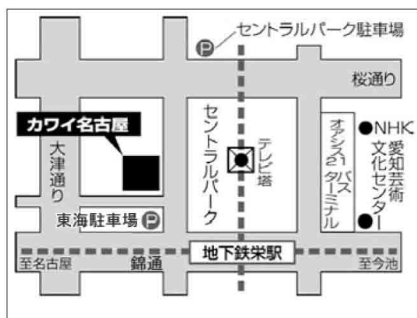 P セントラルパーク駐車場
桜通り
カワイ名古屋
大津通り
セントラルパーク
テレビ塔
オアシス21
バスターミナル
NHK
愛知芸術
文化センター
東海駐車場 P
地下鉄栄駅
至名古屋
錦通
至今池